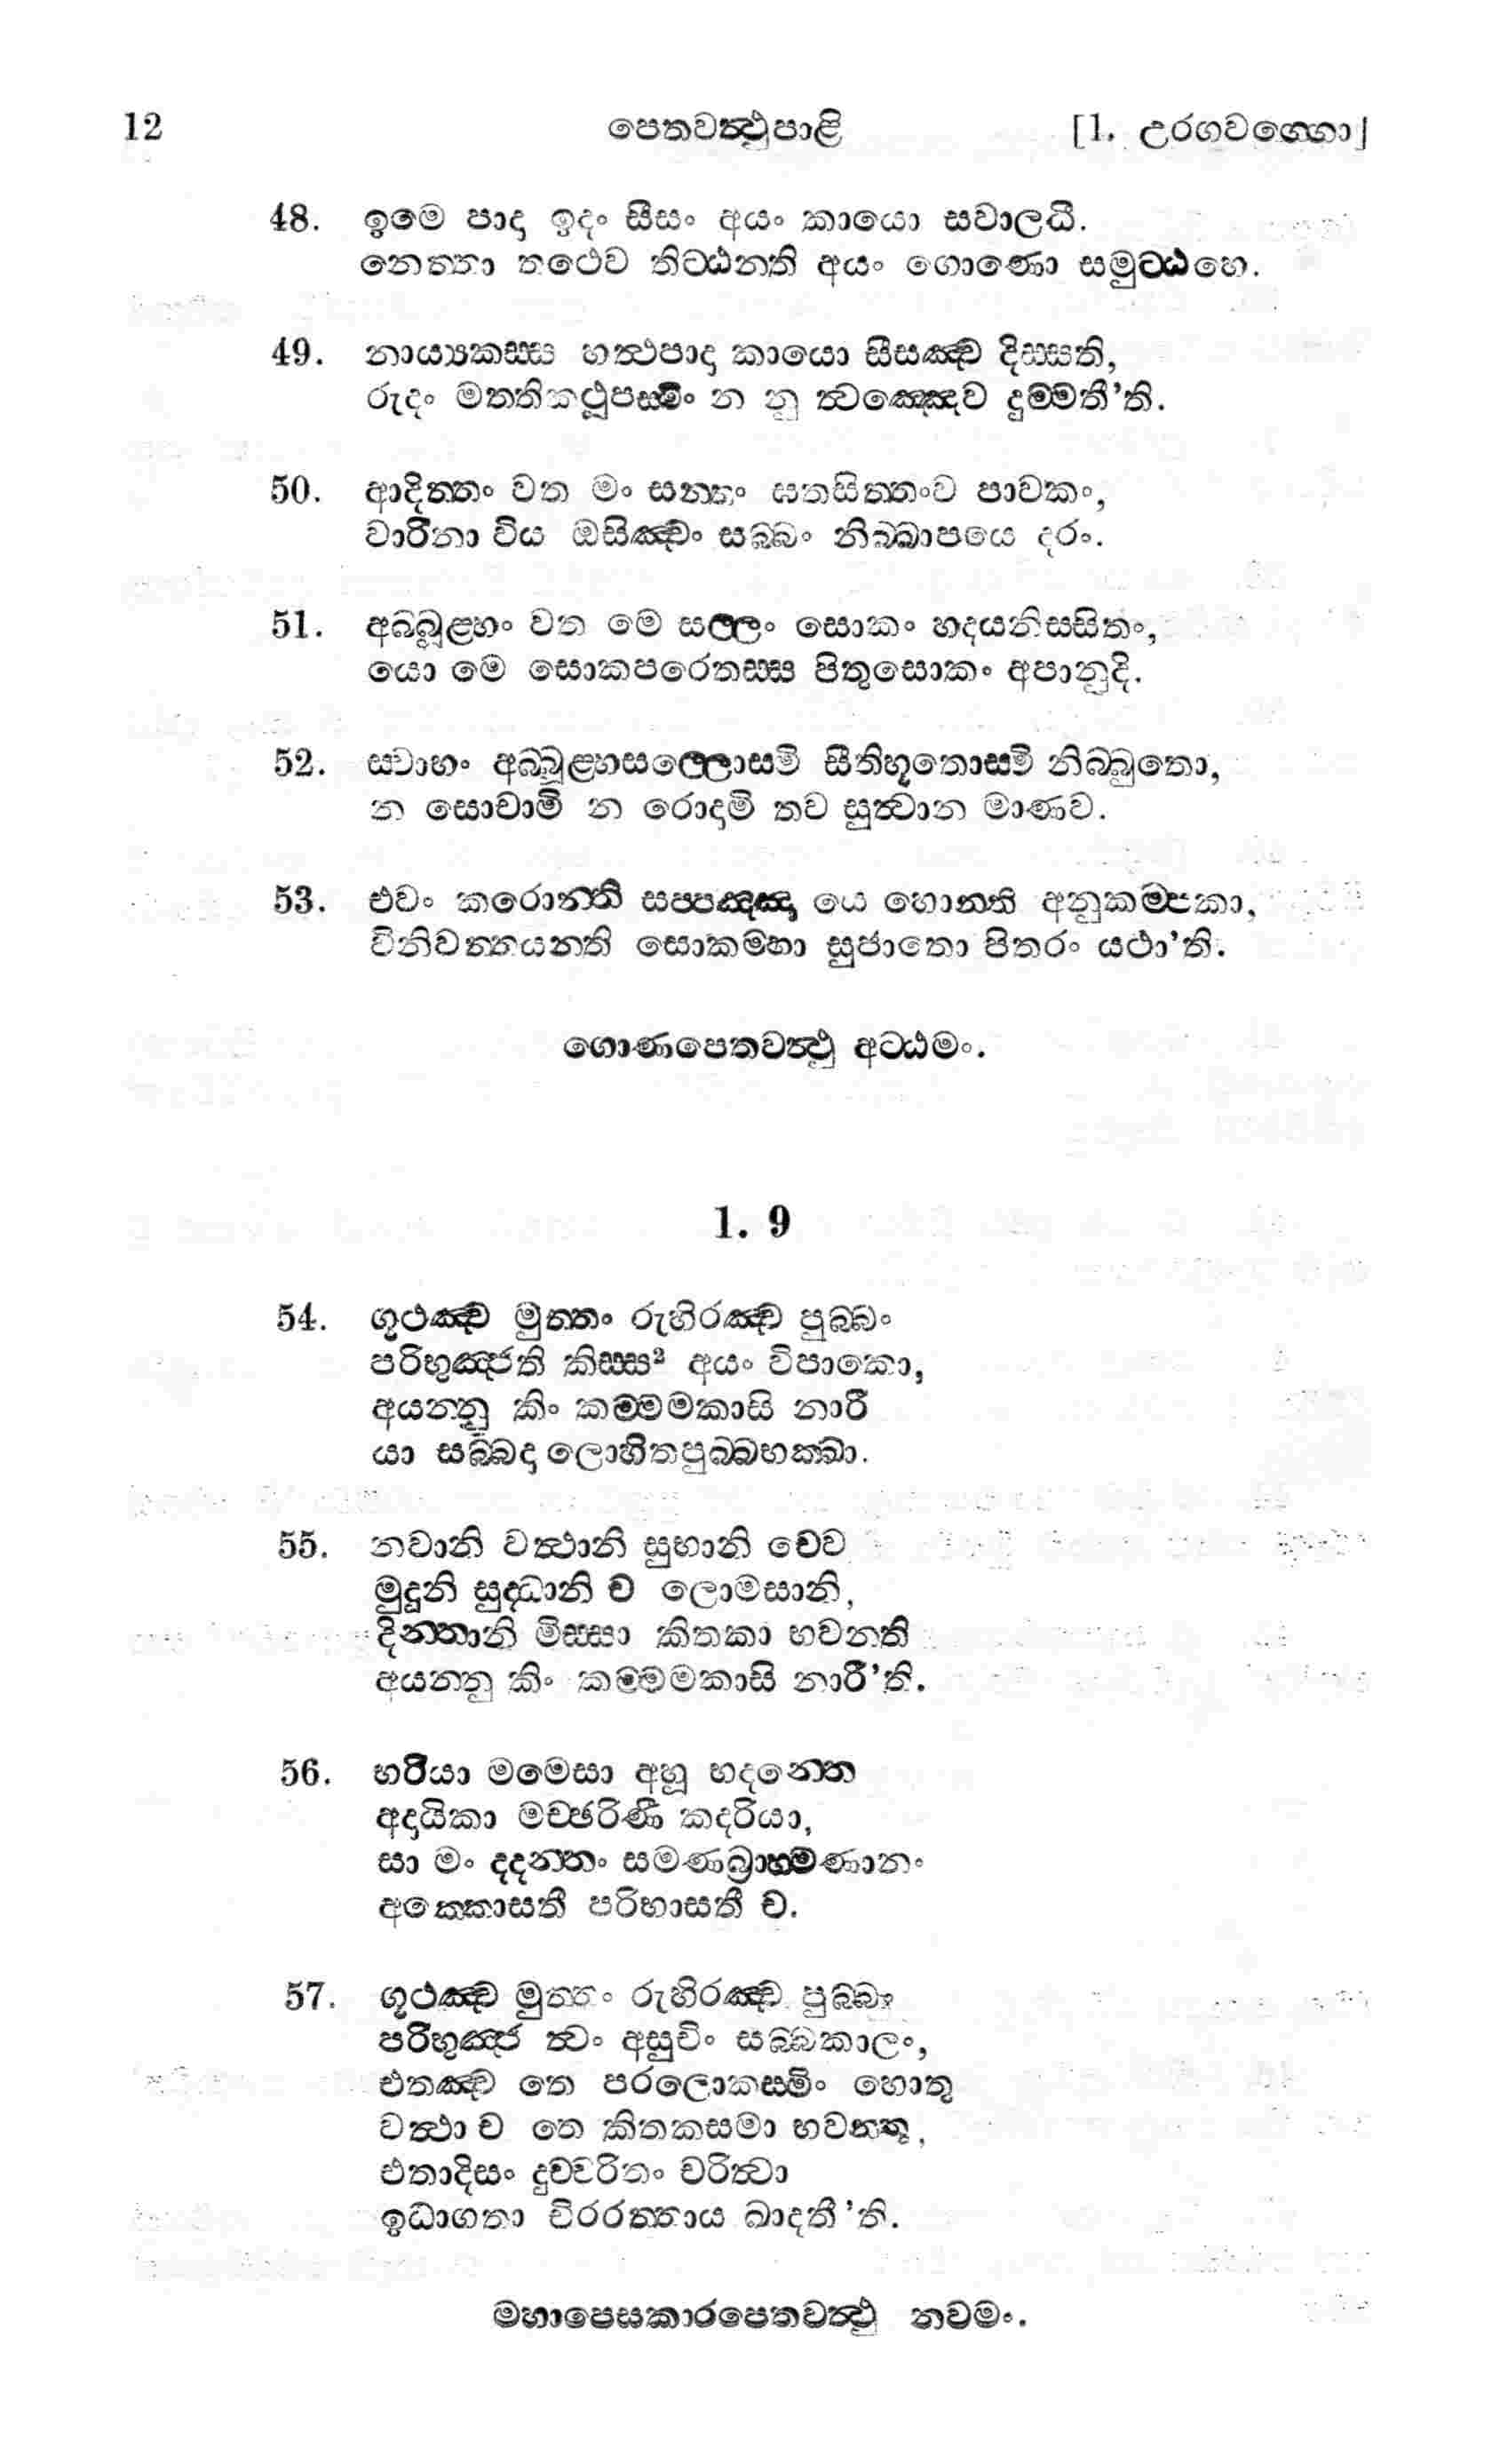 12 පෙතවත්‍ථුපාළි [1. උරගවග්ගො]
48. ඉමෙ පාදා ඉදං සීසං අයං කායො සවාලධි.
නෙත්තා තථෙව තිට්ඨන්ති අයං ගොණො සමුට්ඨහෙ.
49. නාය්‍යකස්ස හත්‍ථපාදා කායො සීසඤ්ච දිස්සති,
රුදං මත්තිකථූපස්මිං න නු ත්‍වඤ්ඤෙව දුම්මතී'ති.
50. ආදිත්තං වත මං සන්තං ඝතසිත්තංව පාවකං,
වාරිනා විය ඔසිඤ්චං සබ්බං නිබ්බාපයෙ දරං.
51. අබ්බූළ්හං වත මෙ සල්ලං සොකං හදයනිස්සිතං,
යො මෙ සොකපරෙතස්ස පිතුසොකං අපානුදි.
52. ස්වාහං අබ්බූළ්හසල්ලොස්මි සීතිභූතොස්මි නිබ්බුතො,
න සොචාමි න රොදාමි තව සුත්‍වාන මාණව.
53. එවං කරොන්ති සප්පඤ්ඤා යෙ හොන්ති අනුකම්පකා,
විනිවත්තයන්ති සොකම්හා සුජාතො පිතරං යථා'ති.
ගොණපෙතවත්‍ථු අට්ඨමං.
1. 9
54. ගූථඤ්ච මුත්තං රුහිරඤ්ච පුබ්බං
පරිභුඤ්ජති කිස්ස² අයං විපාකො,
අයන්නු කිං කම්මමකාසි නාරී
යා සබ්බදා ලොහිතපුබ්බභක්ඛා.
55. නවානි වත්‍ථානි සුභානි චෙව
මුදූනි සුද්ධානි ච ලොමසානි,
දින්නානි මිස්සා කිතකා භවන්ති
අයන්නු කිං කම්මමකාසි නාරී'ති.
56. භරියා මමෙසා අහූ භදන්තෙ
අදායිකා මච්ඡරිණී කදරියා,
සා මං දදන්තං සමණබ්‍රාහ්මණානං
අක්කොසතී පරිභාසතී ච.
57. ගූථඤ්ච මුත්තං රුහිරඤ්ච පුබ්බං
පරිභුඤ්ජ ත්‍වං අසුචිං සබ්බකාලං,
එතඤ්ච තෙ පරලොකස්මිං හොතු
වත්‍ථා ච තෙ කිතකසමා භවන්තු,
එතාදිසං දුච්චරිතං චරිත්‍වා
ඉධාගතා චිරරත්තාය ඛාදතී'ති.
මහාපෙසකාරපෙතවත්‍ථු නවමං.